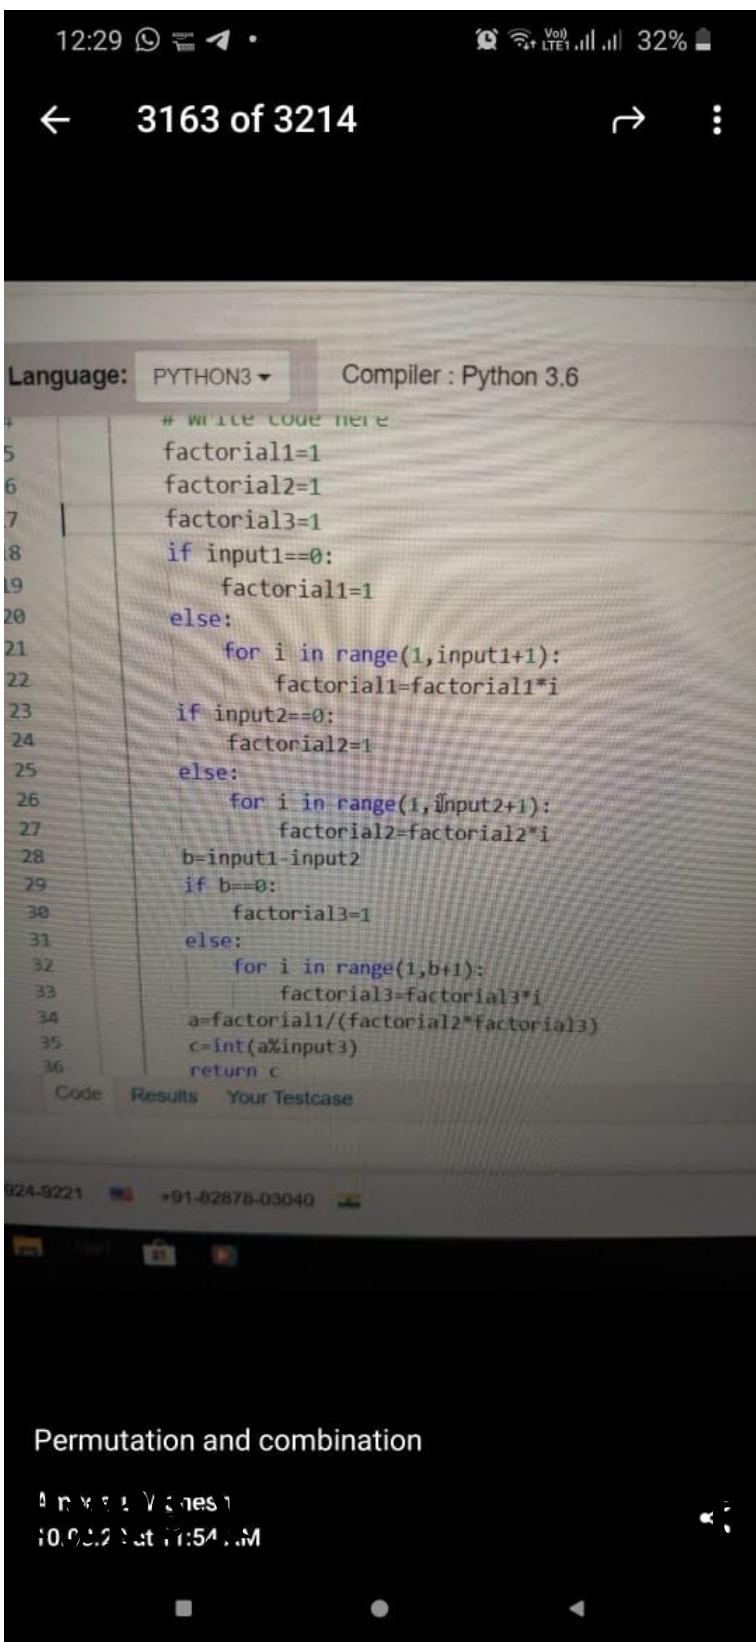 12:29
Vo)) LTE1 32%
3163 of 3214
Language: PYTHON3 Compiler : Python 3.6
# Write code here
5 factorial1=1
6 factorial2=1
7 factorial3=1
8 if input1==0:
19 factorial1=1
20 else:
21 for i in range(1,input1+1):
22 factorial1=factorial1*i
23 if input2==0:
24 factorial2=1
25 else:
26 for i in range(1,input2+1):
27 factorial2=factorial2*i
28 b=input1-input2
29 if b==0:
30 factorial3=1
31 else:
32 for i in range(1,b+1):
33 factorial3=factorial3*i
34 a=factorial1/(factorial2*factorial3)
35 c=int(a%input3)
36 return c
Code Results Your Testcase
924-9221 +91-82878-03040
Permutation and combination